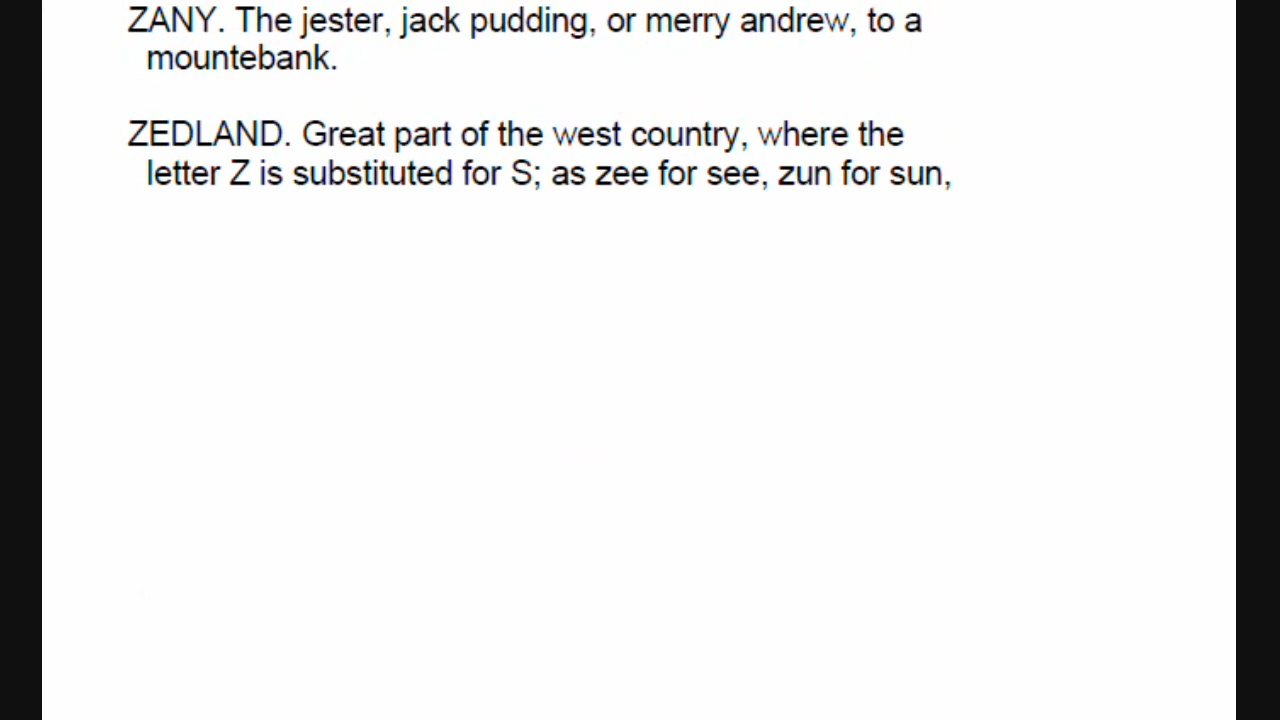 ZANY. The jester, jack pudding, or merry andrew, to a
mountebank.
ZEDLAND. Great part of the west country, where the
letter Z is substituted for S; as zee for see, zun for sun,